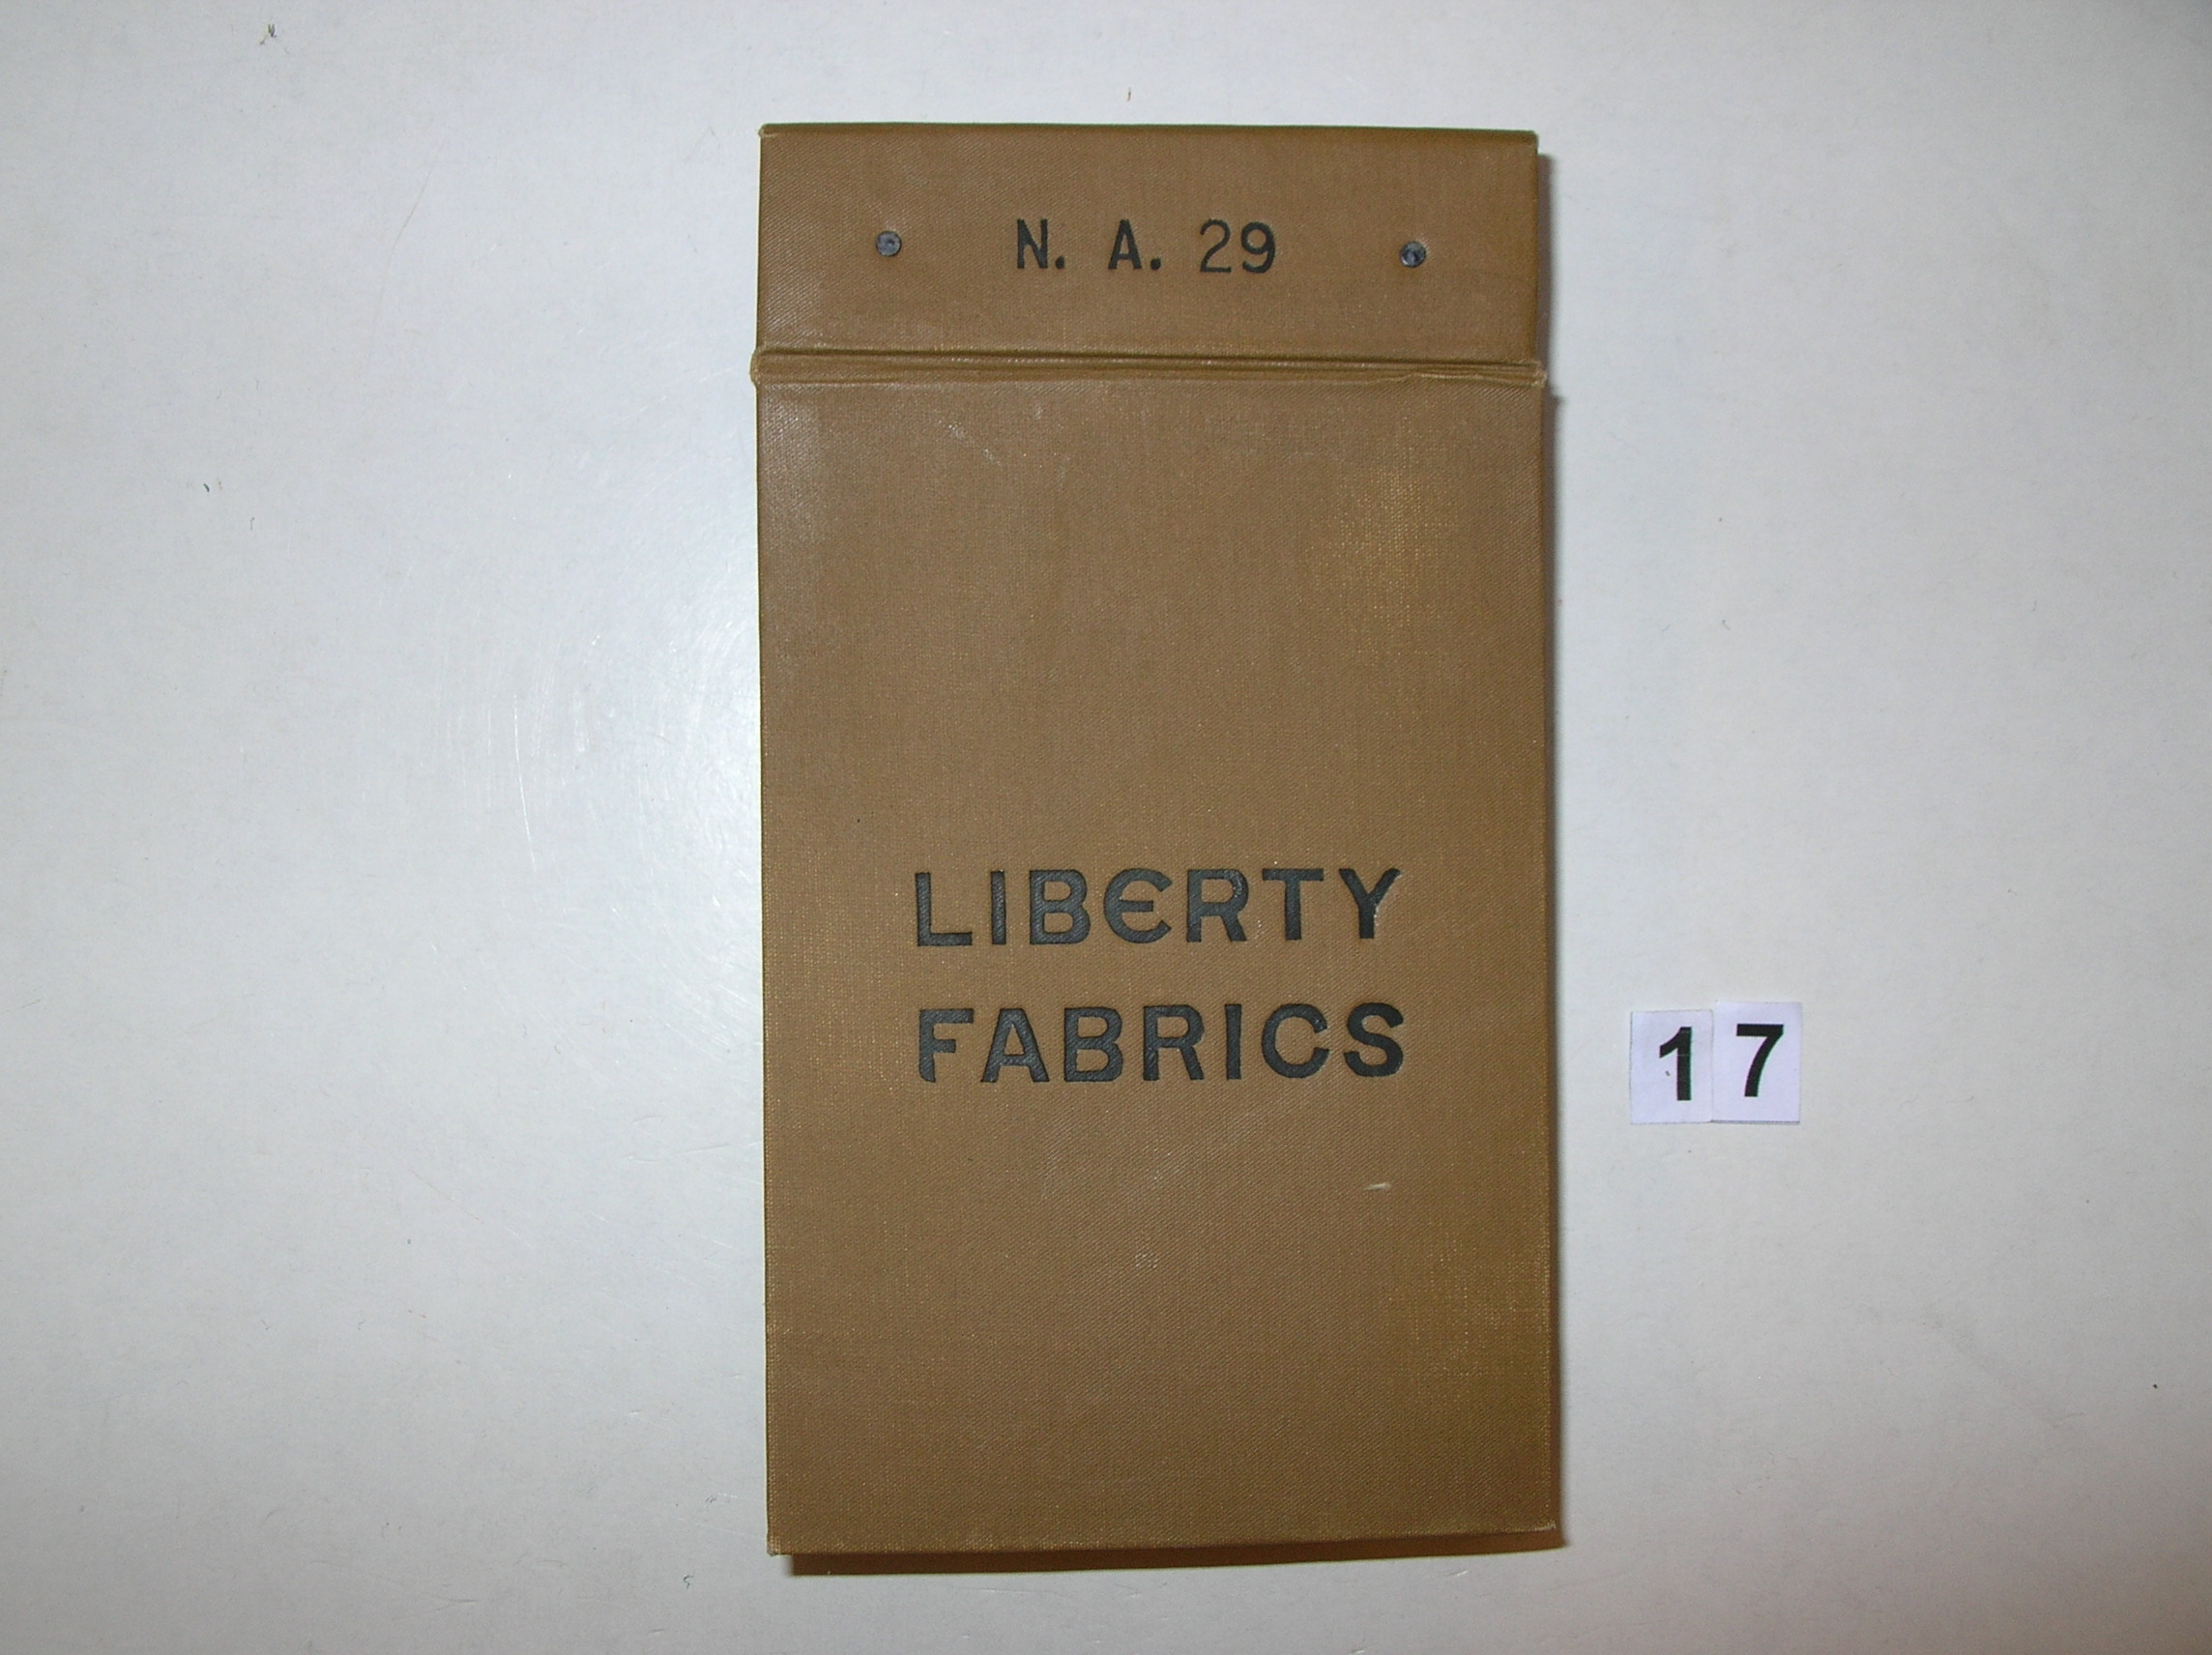 N. A. 29
LIBERTY
FABRICS
17